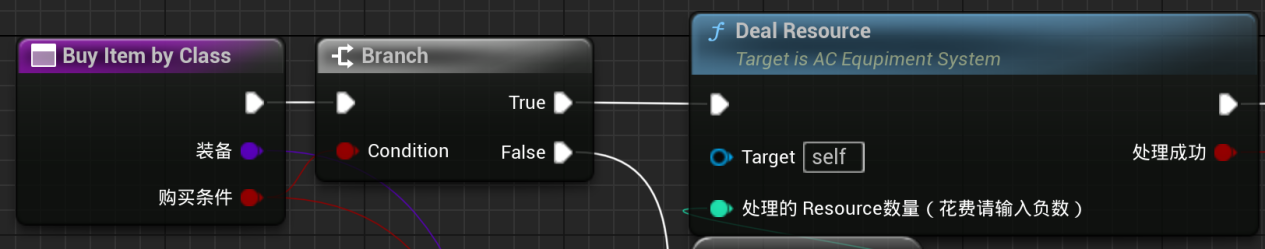 Buy Item by Class
装备
购买条件
Branch
True
Condition
False
Deal Resource
Target is AC Equpiment System
Target self
处理成功
处理的 Resource数量（花费请输入负数）